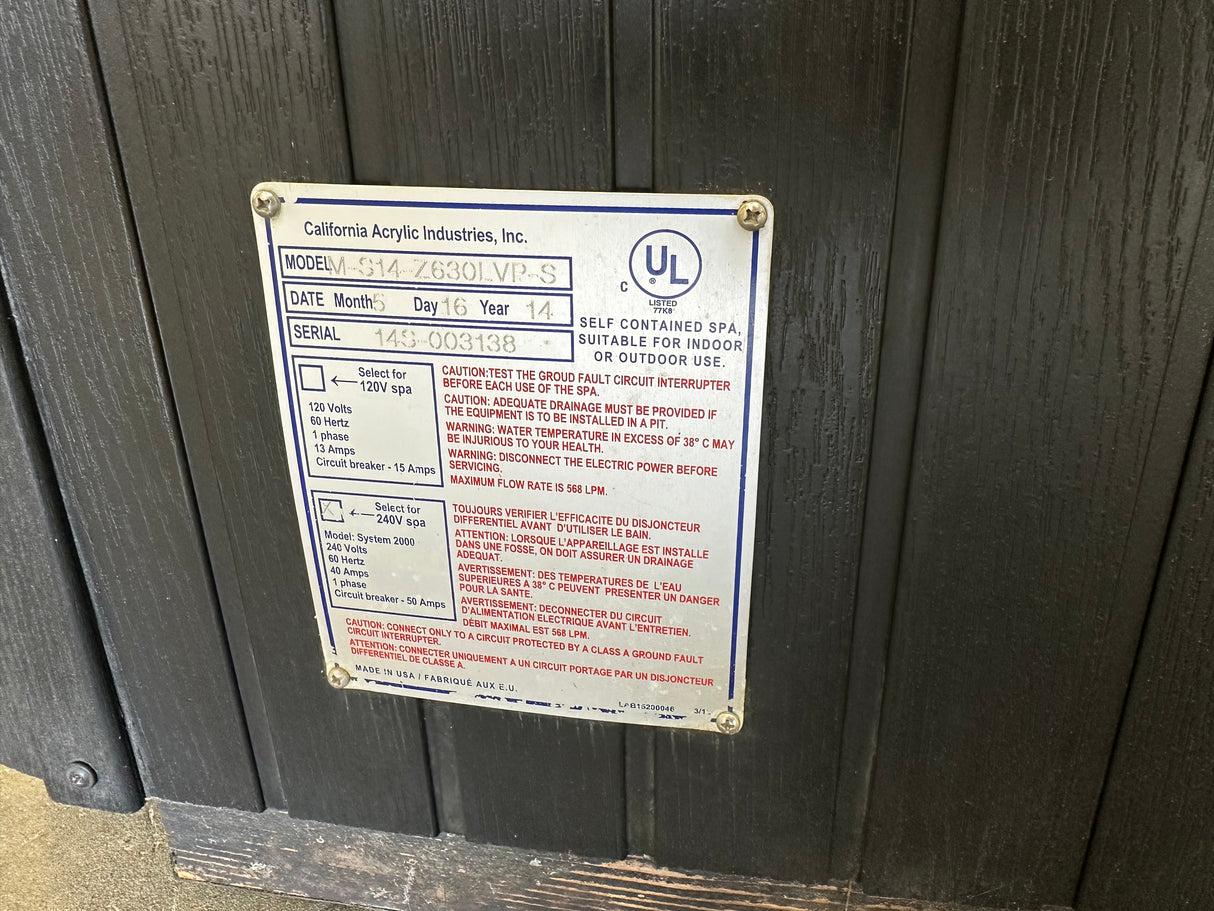 California Acrylic Industries, Inc.
MODEL M-S14-Z630LVP-S
DATE Month 5 Day 16 Year 14
SERIAL 14S-003138
C UL ®
LISTED
77K8
SELF CONTAINED SPA,
SUITABLE FOR INDOOR
OR OUTDOOR USE.
← Select for
120V spa
120 Volts
60 Hertz
1 phase
13 Amps
Circuit breaker - 15 Amps
X ← Select for
240V spa
Model: System 2000
240 Volts
60 Hertz
40 Amps
1 phase
Circuit breaker - 50 Amps
CAUTION:TEST THE GROUD FAULT CIRCUIT INTERRUPTER
BEFORE EACH USE OF THE SPA.
CAUTION: ADEQUATE DRAINAGE MUST BE PROVIDED IF
THE EQUIPMENT IS TO BE INSTALLED IN A PIT.
WARNING: WATER TEMPERATURE IN EXCESS OF 38° C MAY
BE INJURIOUS TO YOUR HEALTH.
WARNING: DISCONNECT THE ELECTRIC POWER BEFORE
SERVICING.
MAXIMUM FLOW RATE IS 568 LPM.
TOUJOURS VERIFIER L'EFFICACITE DU DISJONCTEUR
DIFFERENTIEL AVANT D'UTILISER LE BAIN.
ATTENTION: LORSQUE L'APPAREILLAGE EST INSTALLE
DANS UNE FOSSE, ON DOIT ASSURER UN DRAINAGE
ADEQUAT.
AVERTISSEMENT: DES TEMPERATURES DE L'EAU
SUPERIEURES A 38° C PEUVENT PRESENTER UN DANGER
POUR LA SANTE.
AVERTISSEMENT: DECONNECTER DU CIRCUIT
D'ALIMENTATION ELECTRIQUE AVANT L'ENTRETIEN.
DÉBIT MAXIMAL EST 568 LPM.
CAUTION: CONNECT ONLY TO A CIRCUIT PROTECTED BY A CLASS A GROUND FAULT
CIRCUIT INTERRUPTER.
ATTENTION: CONNECTER UNIQUEMENT A UN CIRCUIT PORTAGE PAR UN DISJONCTEUR
DIFFERENTIEL DE CLASSE A.
MADE IN USA / FABRIQUÉ AUX E.U.
LAB15200046